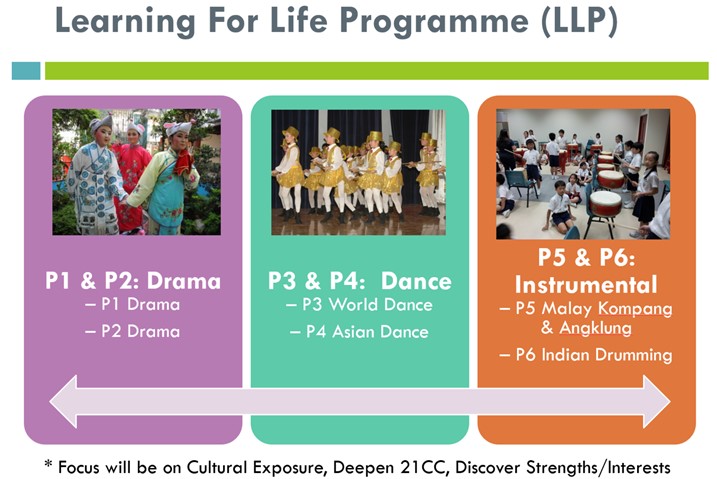 Learning For Life Programme (LLP)
P1 & P2: Drama
– P1 Drama
– P2 Drama
P3 & P4: Dance
– P3 World Dance
– P4 Asian Dance
P5 & P6:
Instrumental
– P5 Malay Kompang
& Angklung
– P6 Indian Drumming
* Focus will be on Cultural Exposure, Deepen 21CC, Discover Strengths/Interests